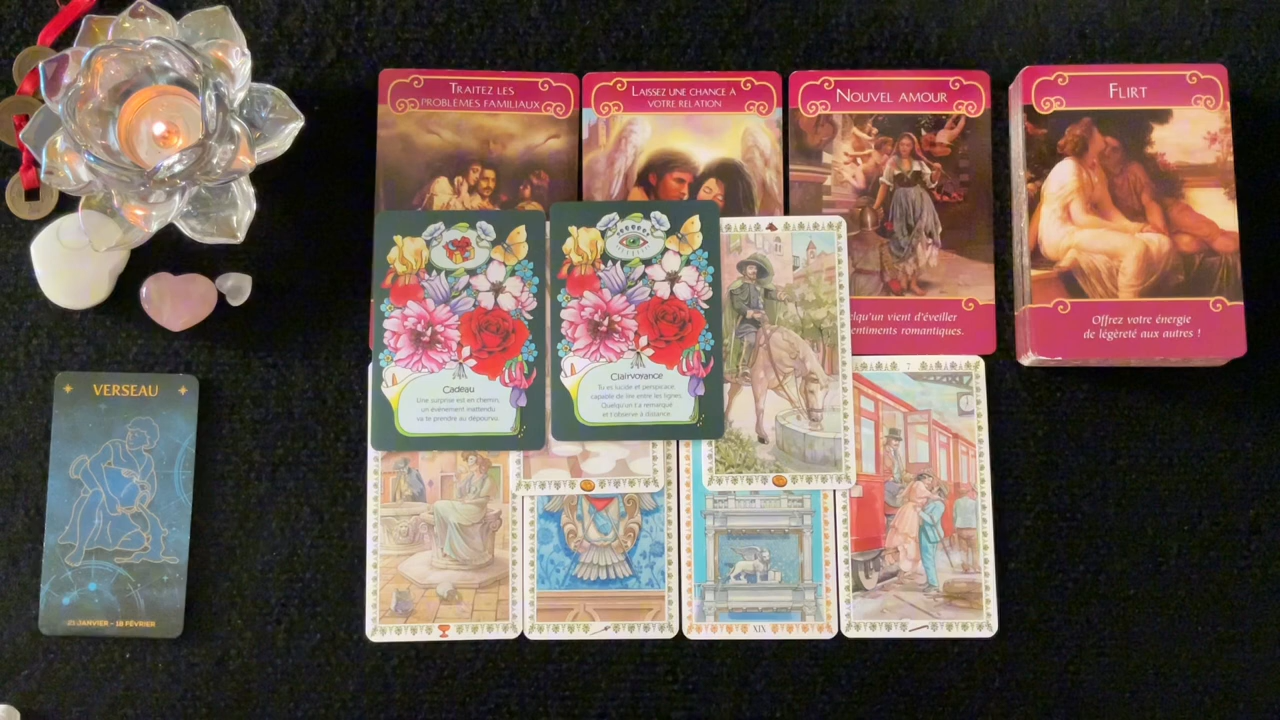 TRAITEZ LES
PROBLÈMES FAMILIAUX
LAISSEZ UNE CHANCE À
VOTRE RELATION
NOUVEL AMOUR
FLIRT
qu'un vient d'éveiller
sentiments romantiques.
Offrez votre énergie
de légèreté aux autres !
Cadeau
Une surprise est en chemin,
un événement inattendu
va te prendre au dépourvu.
Clairvoyance
Tu es lucide et perspicace
capable de lire entre les lignes.
Quelqu'un t'a remarqué
et t'observe à distance.
7
VERSEAU
21 JANVIER - 18 FÉVRIER
XIX